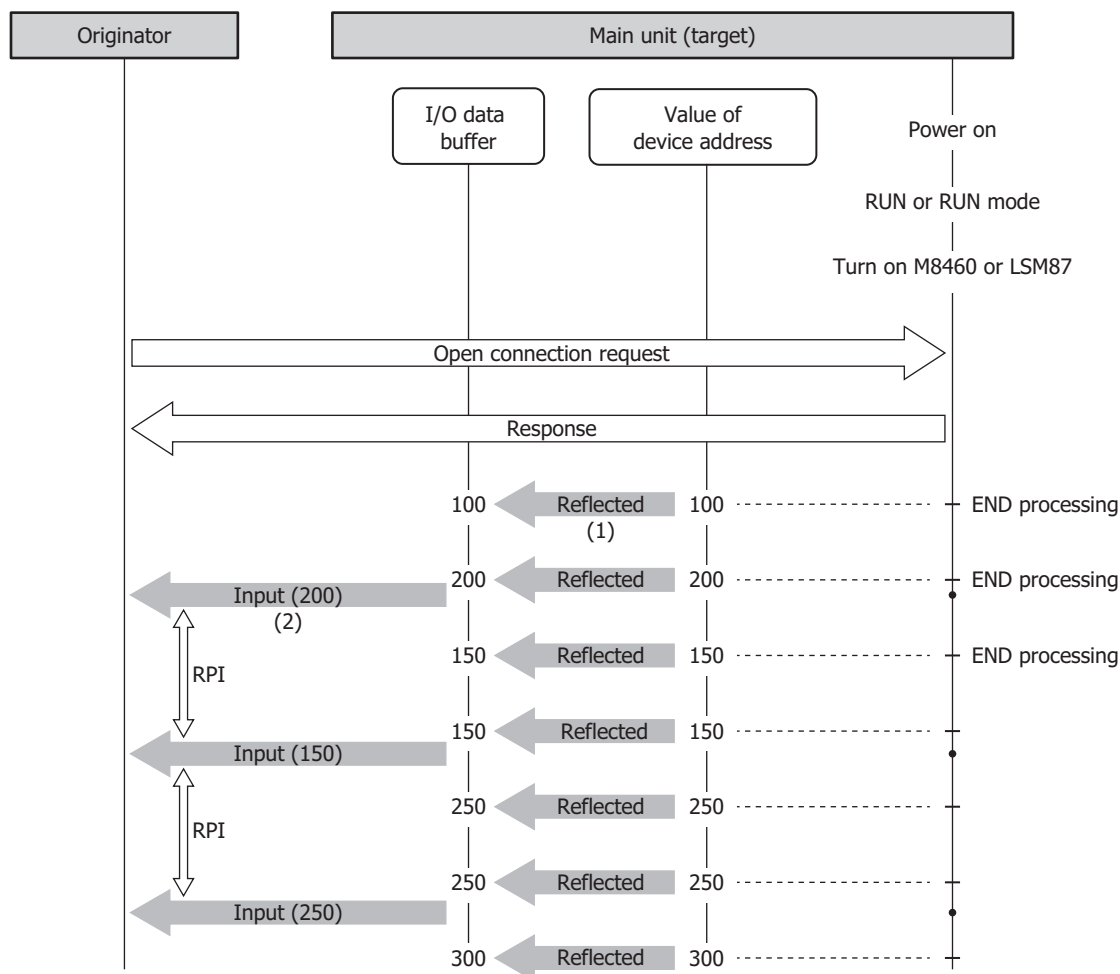 Originator
Main unit (target)
I/O data
buffer
Value of
device address
Power on
RUN or RUN mode
Turn on M8460 or LSM87
Open connection request
Response
100
Reflected
100
END processing
(1)
200
Reflected
200
END processing
Input (200)
(2)
150
Reflected
150
END processing
RPI
150
Reflected
150
Input (150)
250
Reflected
250
RPI
250
Reflected
250
Input (250)
300
Reflected
300